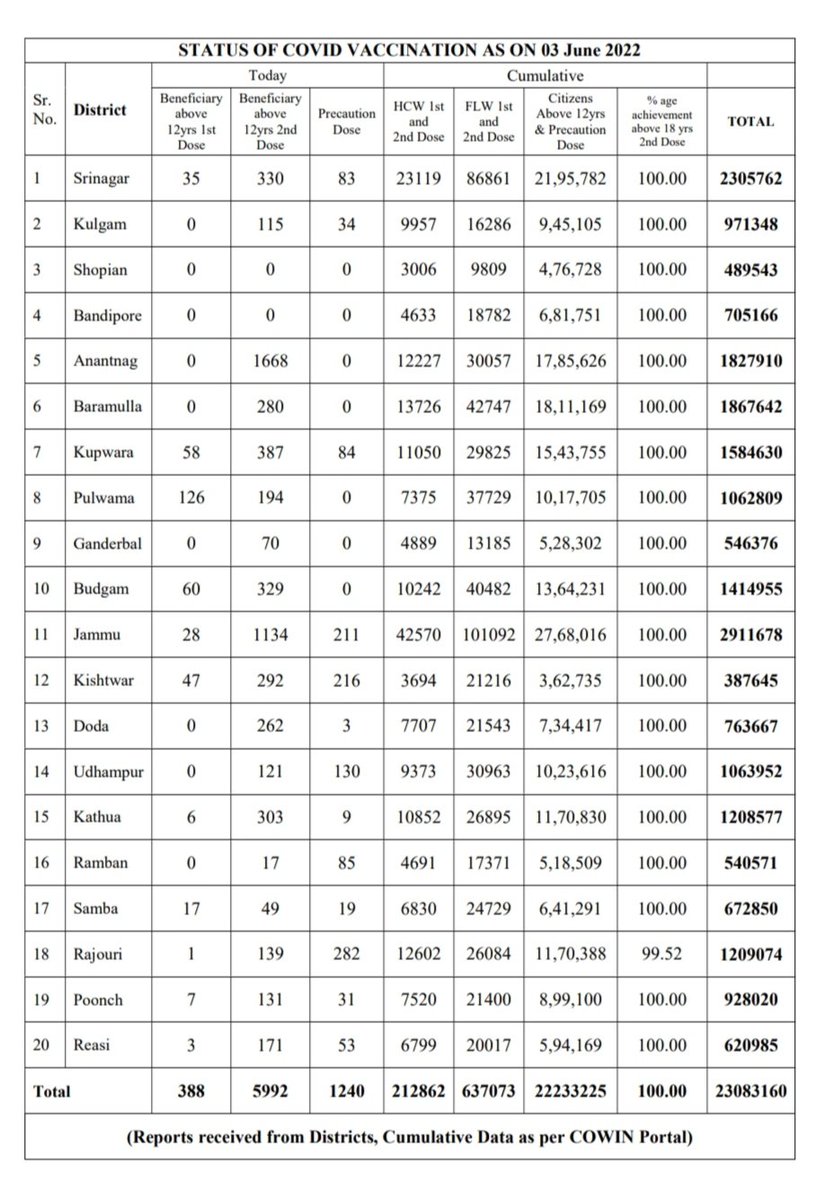 STATUS OF COVID VACCINATION AS ON 03 June 2022
Today Cumulative
Sr. No. District Beneficiary above 12yrs 1st Dose Beneficiary above 12yrs 2nd Dose Precaution Dose HCW 1st and 2nd Dose FLW 1st and 2nd Dose Citizens Above 12yrs & Precaution Dose % age achievement above 18 yrs 2nd Dose TOTAL
1 Srinagar 35 330 83 23119 86861 21,95,782 100.00 2305762
2 Kulgam 0 115 34 9957 16286 9,45,105 100.00 971348
3 Shopian 0 0 0 3006 9809 4,76,728 100.00 489543
4 Bandipore 0 0 0 4633 18782 6,81,751 100.00 705166
5 Anantnag 0 1668 0 12227 30057 17,85,626 100.00 1827910
6 Baramulla 0 280 0 13726 42747 18,11,169 100.00 1867642
7 Kupwara 58 387 84 11050 29825 15,43,755 100.00 1584630
8 Pulwama 126 194 0 7375 37729 10,17,705 100.00 1062809
9 Ganderbal 0 70 0 4889 13185 5,28,302 100.00 546376
10 Budgam 60 329 0 10242 40482 13,64,231 100.00 1414955
11 Jammu 28 1134 211 42570 101092 27,68,016 100.00 2911678
12 Kishtwar 47 292 216 3694 21216 3,62,735 100.00 387645
13 Doda 0 262 3 7707 21543 7,34,417 100.00 763667
14 Udhampur 0 121 130 9373 30963 10,23,616 100.00 1063952
15 Kathua 6 303 9 10852 26895 11,70,830 100.00 1208577
16 Ramban 0 17 85 4691 17371 5,18,509 100.00 540571
17 Samba 17 49 19 6830 24729 6,41,291 100.00 672850
18 Rajouri 1 139 282 12602 26084 11,70,388 99.52 1209074
19 Poonch 7 131 31 7520 21400 8,99,100 100.00 928020
20 Reasi 3 171 53 6799 20017 5,94,169 100.00 620985
Total 388 5992 1240 212862 637073 22233225 100.00 23083160
(Reports received from Districts, Cumulative Data as per COWIN Portal)